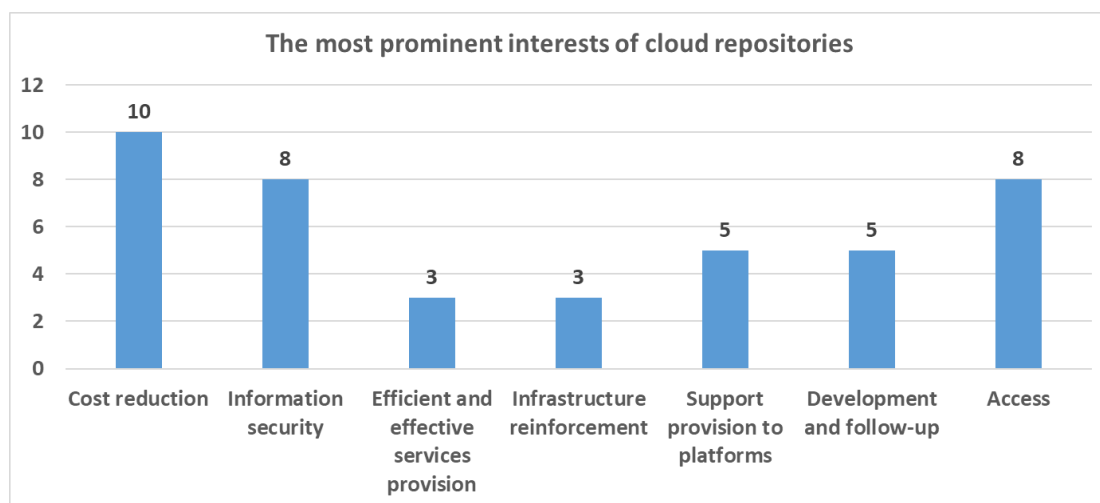 The most prominent interests of cloud repositories
12
10
8
6
4
2
0
10
8
3
3
5
5
8
Cost reduction
Information
security
Efficient and
effective
services
provision
Infrastructure
reinforcement
Support
provision to
platforms
Development
and follow-up
Access